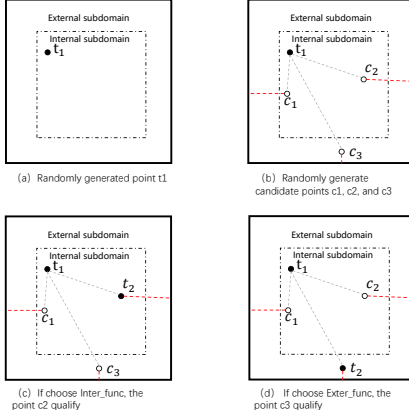 External subdomain
Internal subdomain
t₁
(a) Randomly generated point t1
External subdomain
Internal subdomain
t₁
c₂
c₁
c₃
(b) Randomly generate
candidate points c1, c2, and c3
External subdomain
Internal subdomain
t₁
t₂
c₁
c₃
(c) If choose Inter_func, the
point c2 qualify
External subdomain
Internal subdomain
t₁
c₂
c₁
t₂
(d) If choose Exter_func, the
point c3 qualify